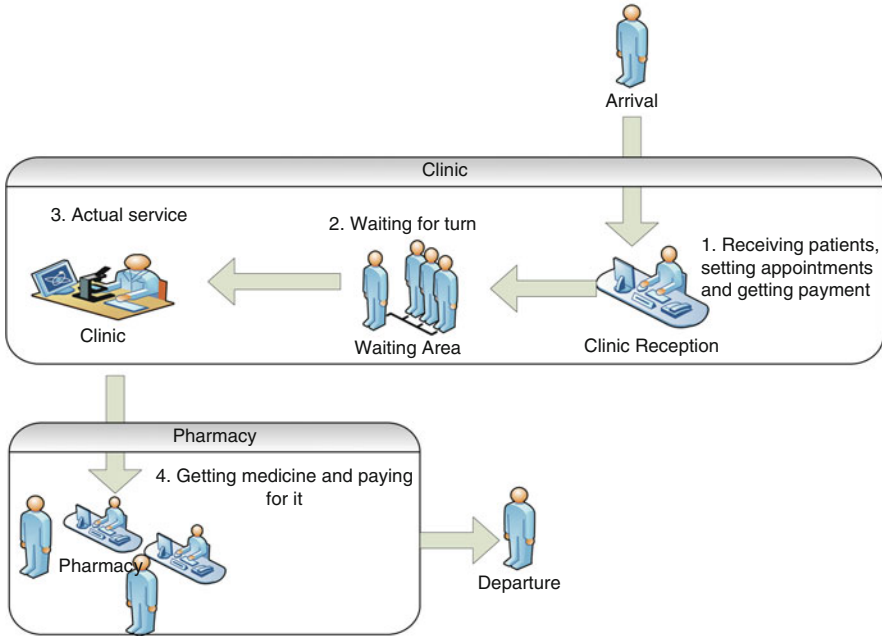 Arrival
Clinic
3. Actual service
2. Waiting for turn
1. Receiving patients,
setting appointments
and getting payment
Clinic
Waiting Area
Clinic Reception
Pharmacy
4. Getting medicine and paying
for it
Pharmacy
Departure